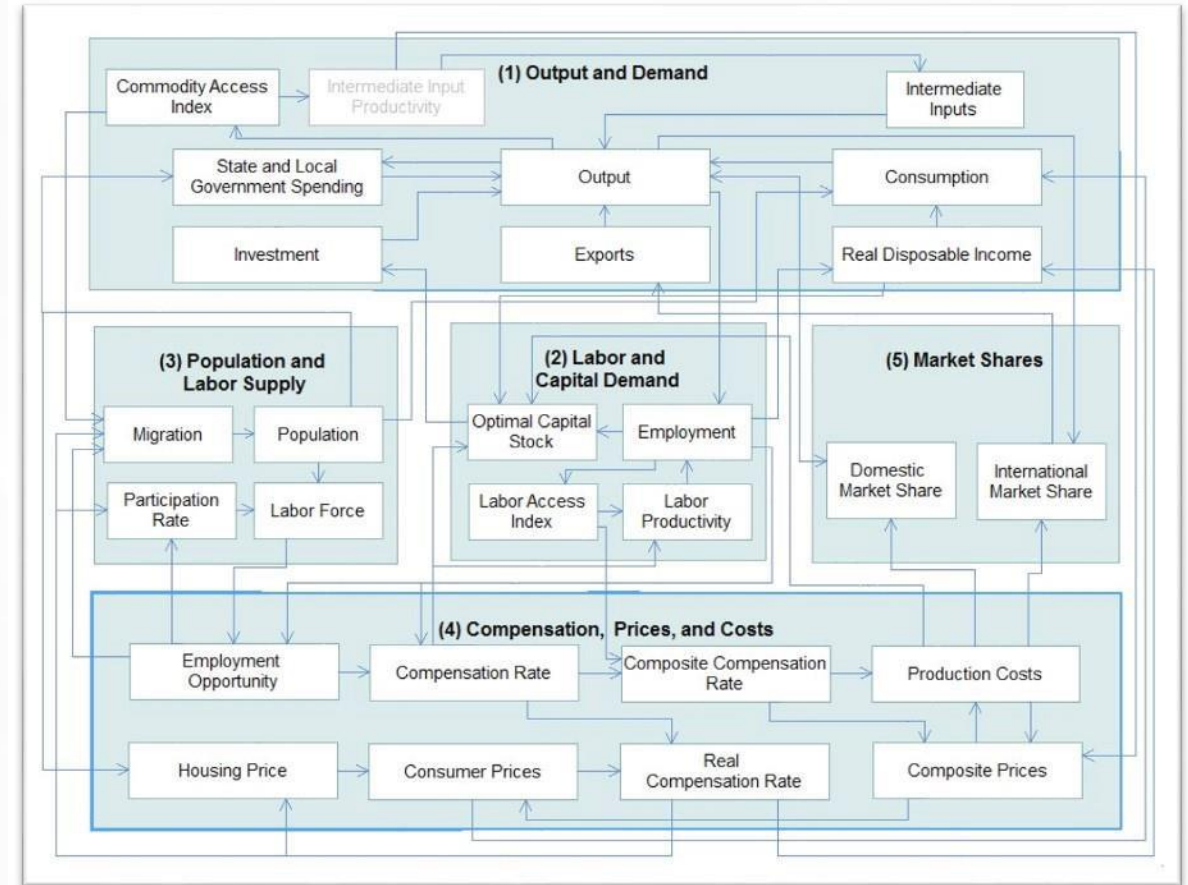 (1) Output and Demand
Commodity Access
Index
Intermediate Input
Productivity
Intermediate
Inputs
State and Local
Government Spending
Output
Consumption
Investment
Exports
Real Disposable Income
(3) Population and
Labor Supply
Migration
Population
Participation
Rate
Labor Force
(2) Labor and
Capital Demand
Optimal Capital
Stock
Employment
Labor Access
Index
Labor
Productivity
(5) Market Shares
Domestic
Market Share
International
Market Share
(4) Compensation, Prices, and Costs
Employment
Opportunity
Compensation Rate
Composite Compensation
Rate
Production Costs
Housing Price
Consumer Prices
Real
Compensation Rate
Composite Prices